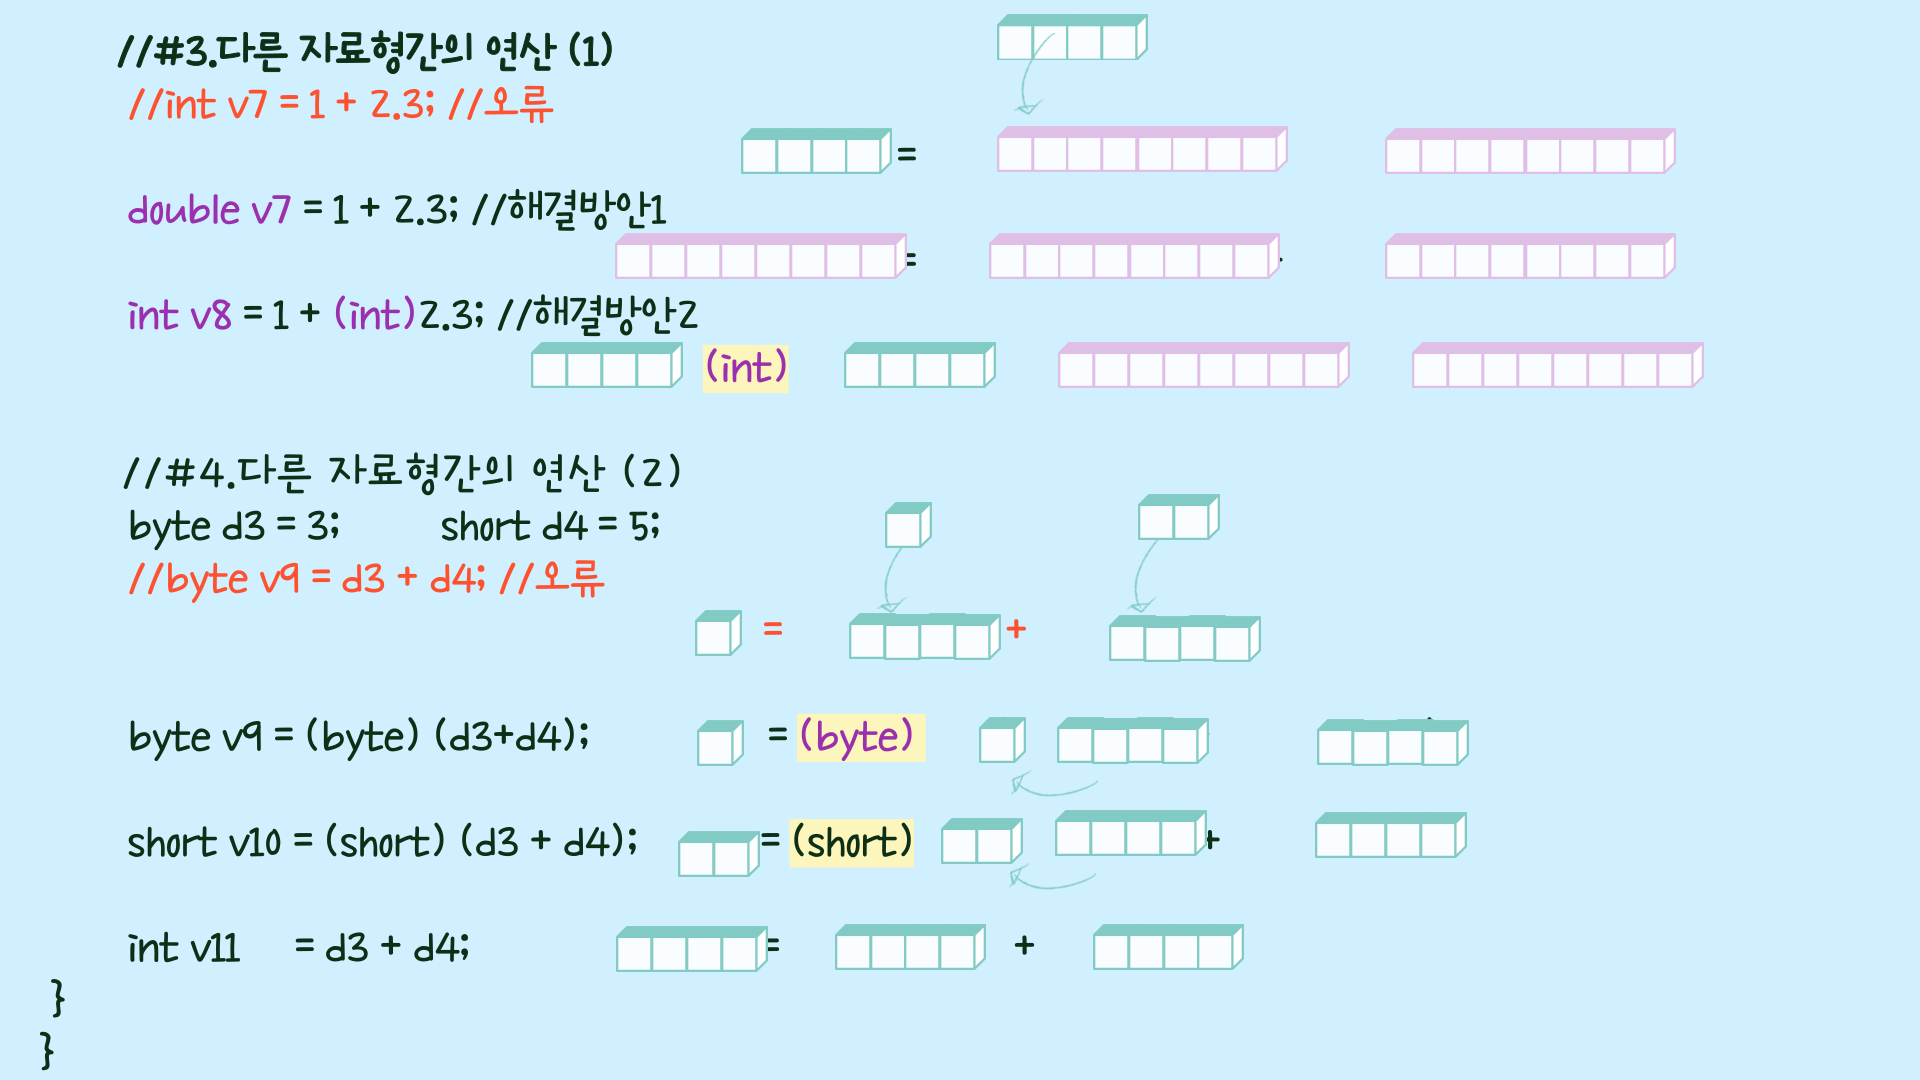 //#3.다른 자료형간의 연산 (1)
//int v7 = 1 + 2.3; //오류
=
double v7 = 1 + 2.3; //해결방안1
=
int v8 = 1 + (int)2.3; //해결방안2
(int)
//#4.다른 자료형간의 연산 (2)
byte d3 = 3; short d4 = 5;
//byte v9 = d3 + d4; //오류
= +
byte v9 = (byte) (d3+d4); = (byte)
short v10 = (short) (d3 + d4); = (short) +
int v11 = d3 + d4; = +
}
}